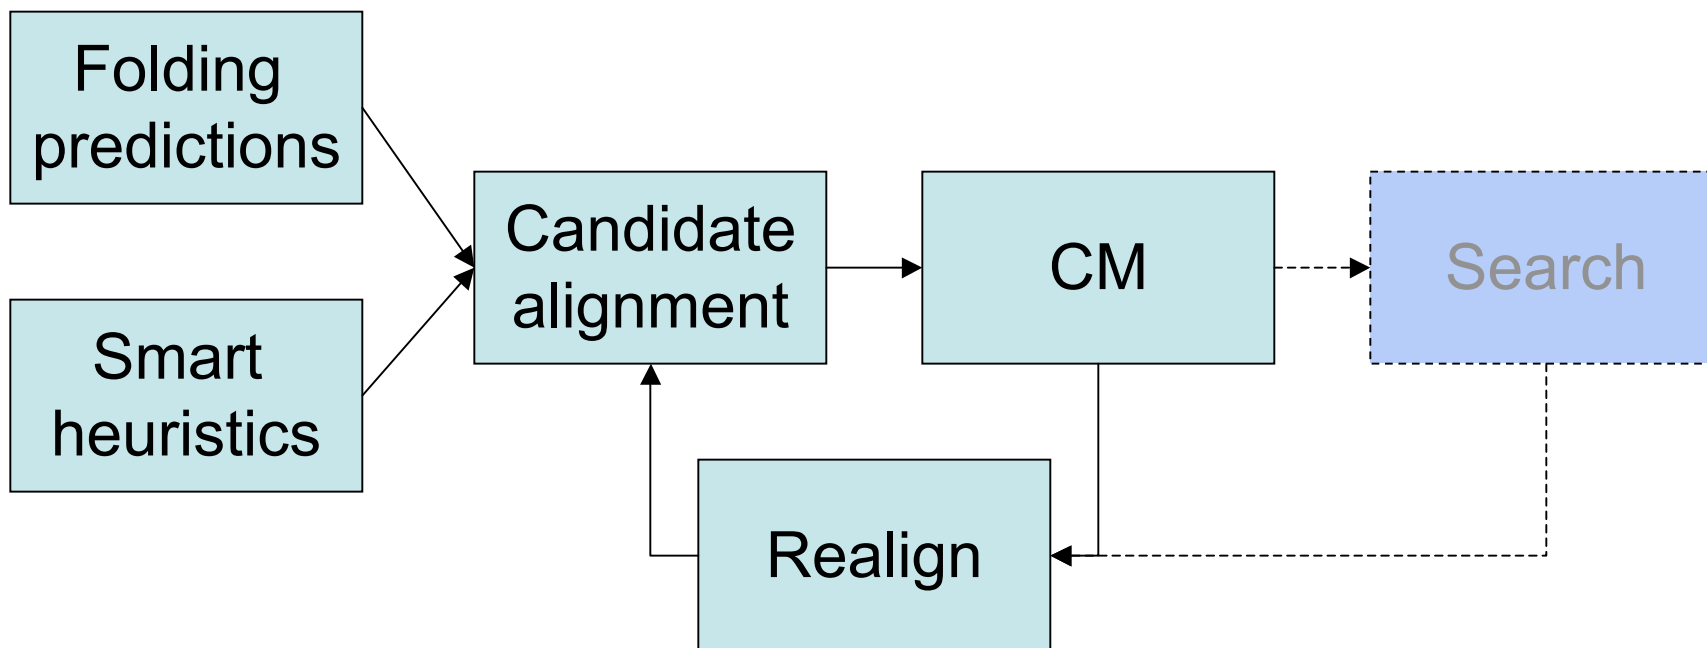 Folding
predictions
Smart
heuristics
Candidate
alignment
CM
Search
Realign